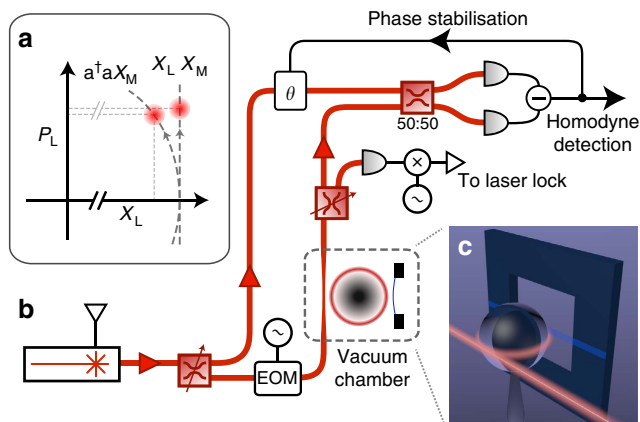 a
a†aX_M
X_L X_M
P_L
X_L
Phase stabilisation
θ
50:50
Homodyne
detection
×
∼
To laser lock
b
∼
EOM
Vacuum
chamber
c